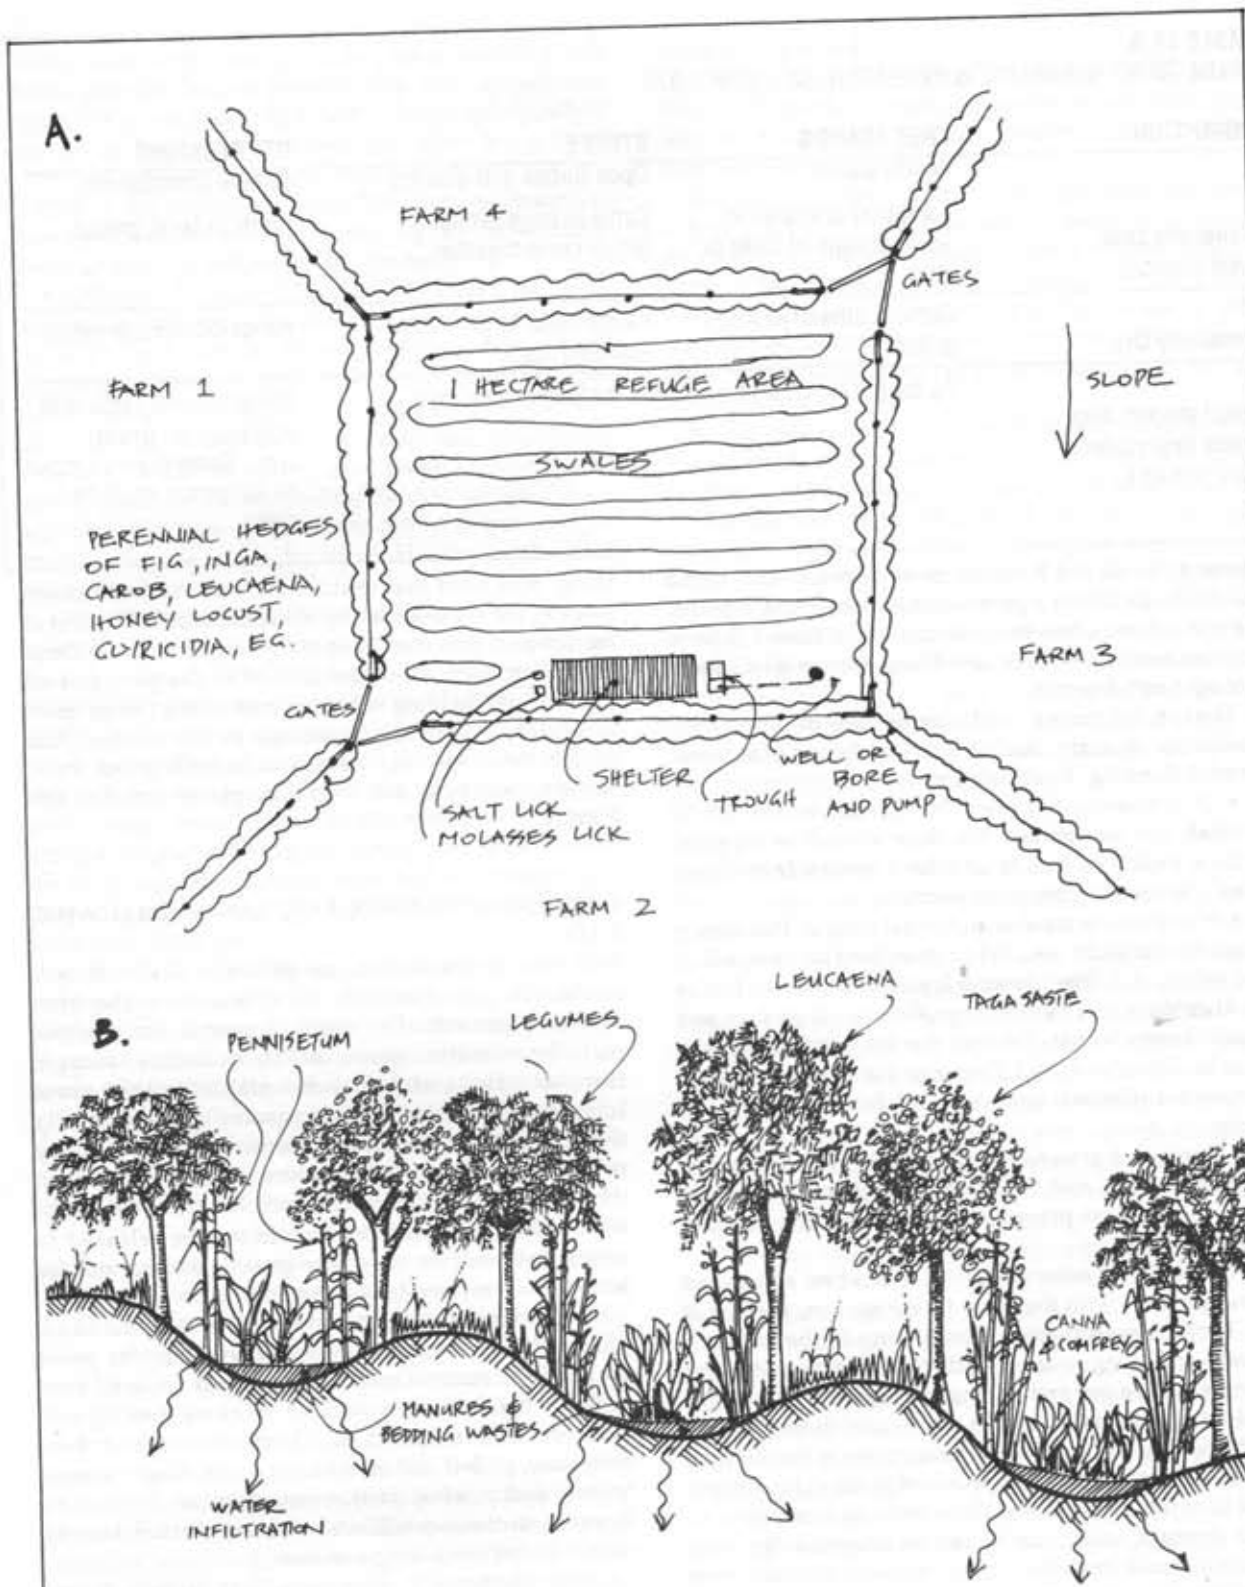 A.
FARM 4
GATES
FARM 1
1 HECTARE REFUGE AREA
SLOPE
SWALES
PERENNIAL HEDGES
OF FIG, INGA,
CAROB, LEUCAENA,
HONEY LOCUST,
EG.
FARM 3
GATES
SHELTER
TROUGH
WELL OR
BORE
AND PUMP
SALT LICK
MOLASSES LICK
FARM 2
B.
PENNISETUM
LEGUMES
LEUCAENA
TAGASASTE
CANNA
& COMFREY
MANURES &
BEDDING WASTES
WATER
INFILTRATION